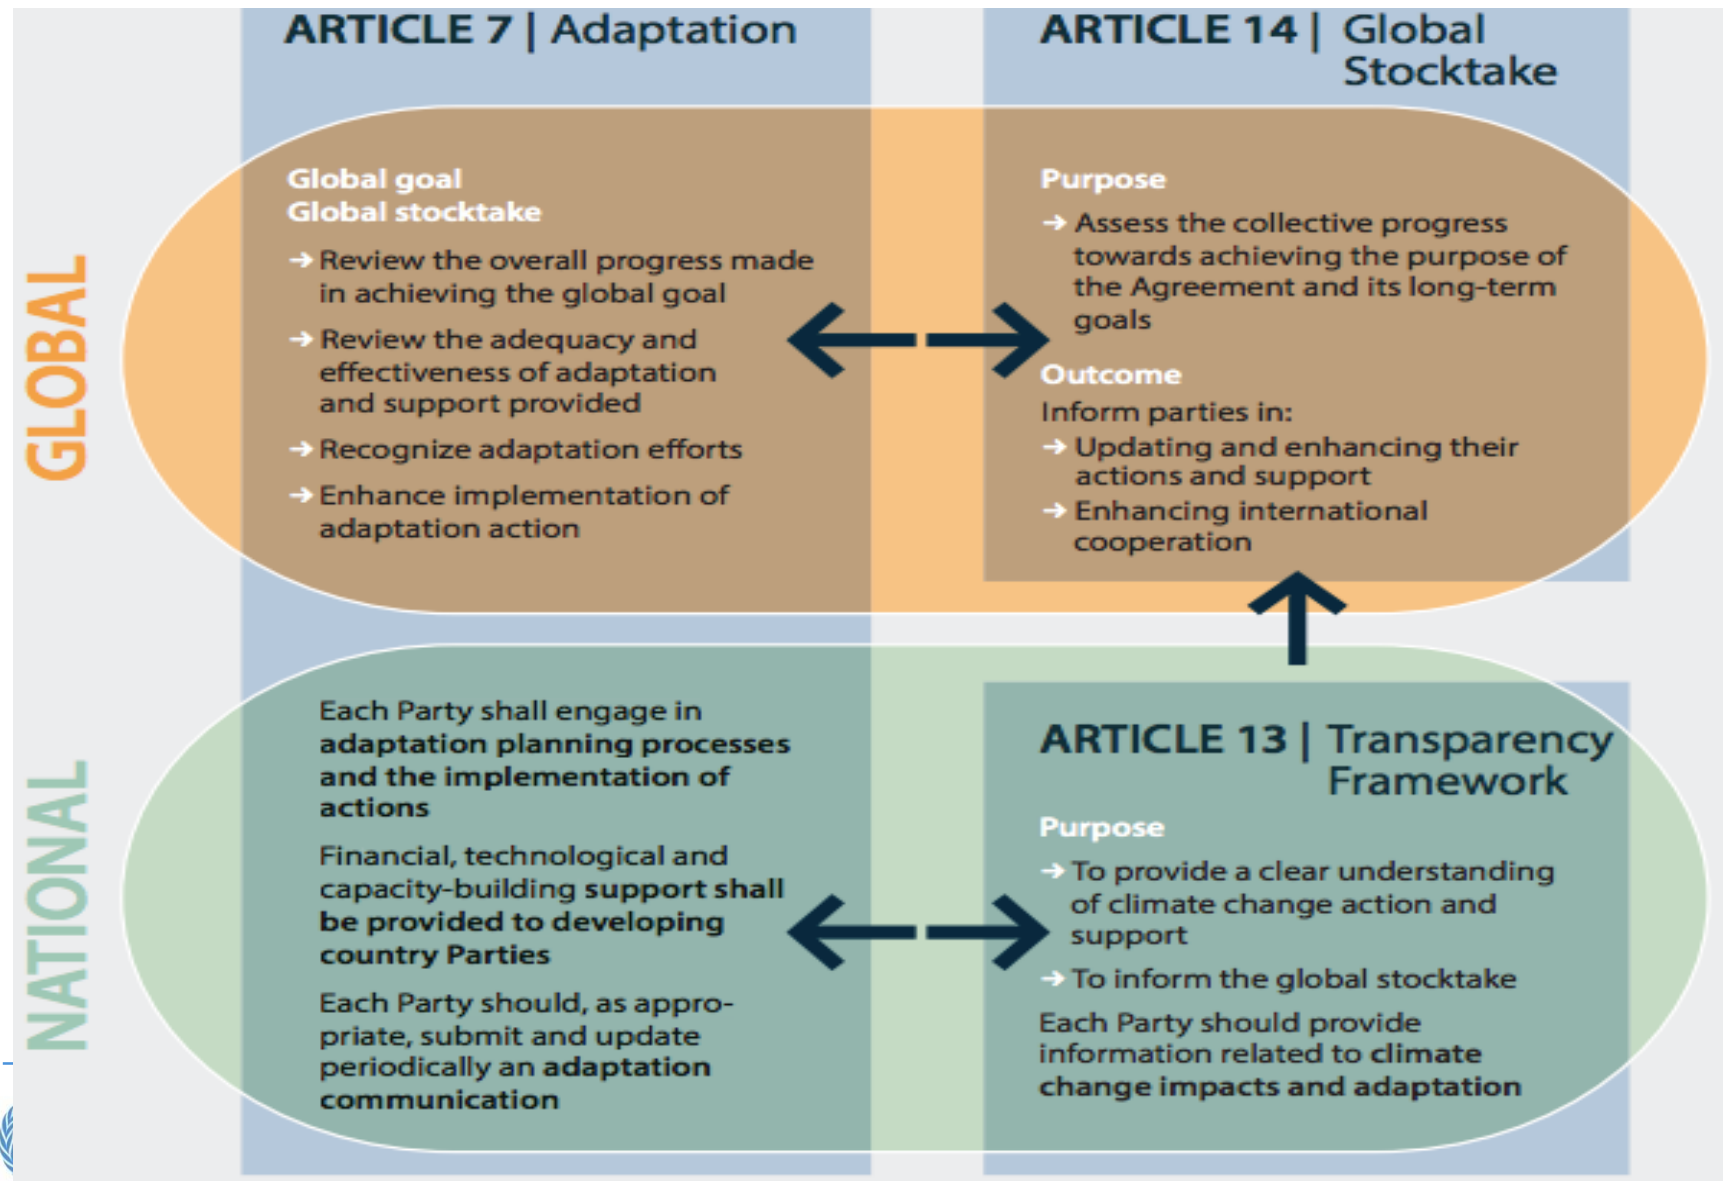 ARTICLE 7 | Adaptation
ARTICLE 14 | Global
Stocktake
GLOBAL
Global goal
Global stocktake
→ Review the overall progress made
in achieving the global goal
→ Review the adequacy and
effectiveness of adaptation
and support provided
→ Recognize adaptation efforts
→ Enhance implementation of
adaptation action
Purpose
→ Assess the collective progress
towards achieving the purpose of
the Agreement and its long-term
goals
Outcome
Inform parties in:
→ Updating and enhancing their
actions and support
→ Enhancing international
cooperation
NATIONAL
Each Party shall engage in
adaptation planning processes
and the implementation of
actions
Financial, technological and
capacity-building support shall
be provided to developing
country Parties
Each Party should, as appro-
priate, submit and update
periodically an adaptation
communication
ARTICLE 13 | Transparency
Framework
Purpose
→ To provide a clear understanding
of climate change action and
support
→ To inform the global stocktake
Each Party should provide
information related to climate
change impacts and adaptation